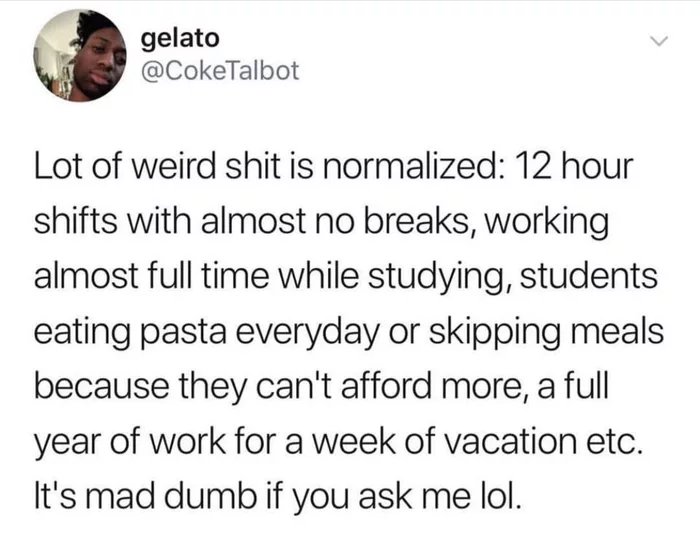 gelato
@CokeTalbot
Lot of weird shit is normalized: 12 hour
shifts with almost no breaks, working
almost full time while studying, students
eating pasta everyday or skipping meals
because they can't afford more, a full
year of work for a week of vacation etc.
It's mad dumb if you ask me lol.